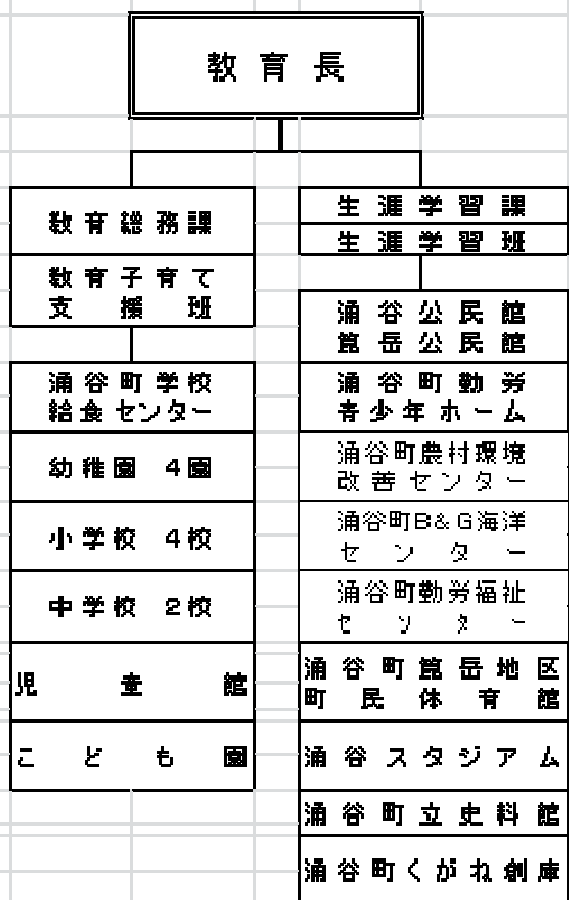 教育長
教育総務課
教育子育て
支援班
涌谷町学校
給食センター
幼稚園 4園
小学校 4校
中学校 2校
児童館
こども園
生涯学習課
生涯学習班
涌谷公民館
箟岳公民館
涌谷町勤労
青少年ホーム
涌谷町農村環境
改善センター
涌谷町B&G海洋
センター
涌谷町勤労福祉
センター
涌谷町箟岳地区
町民体育館
涌谷スタジアム
涌谷町立史料館
涌谷町くがね創庫